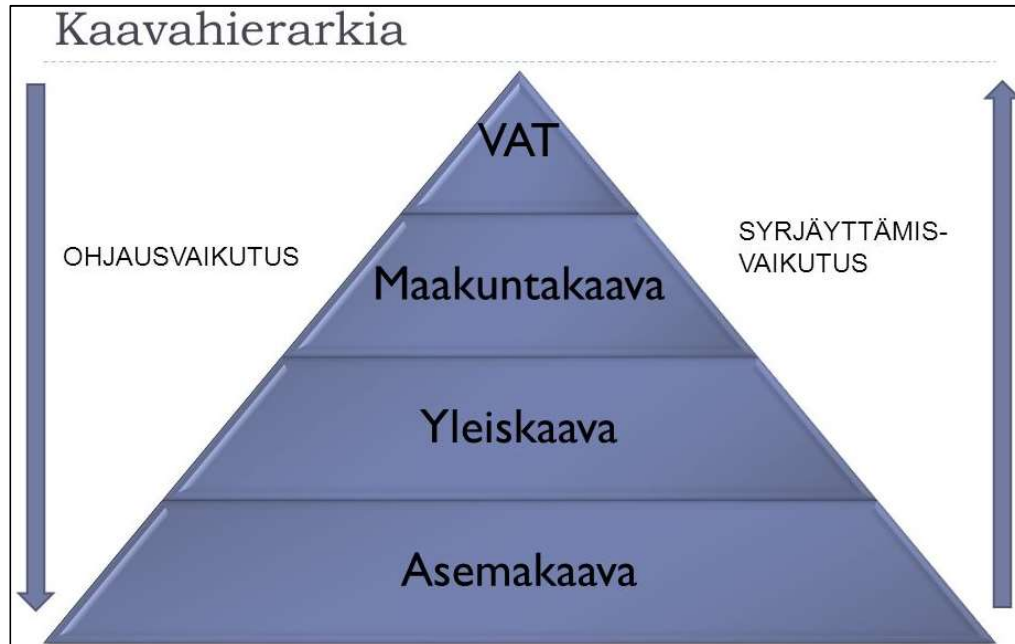 Kaavahierarkia
VAT
OHJAUSVAIKUTUS
SYRJÄYTTÄMIS-
VAIKUTUS
Maakuntakaava
Yleiskaava
Asemakaava